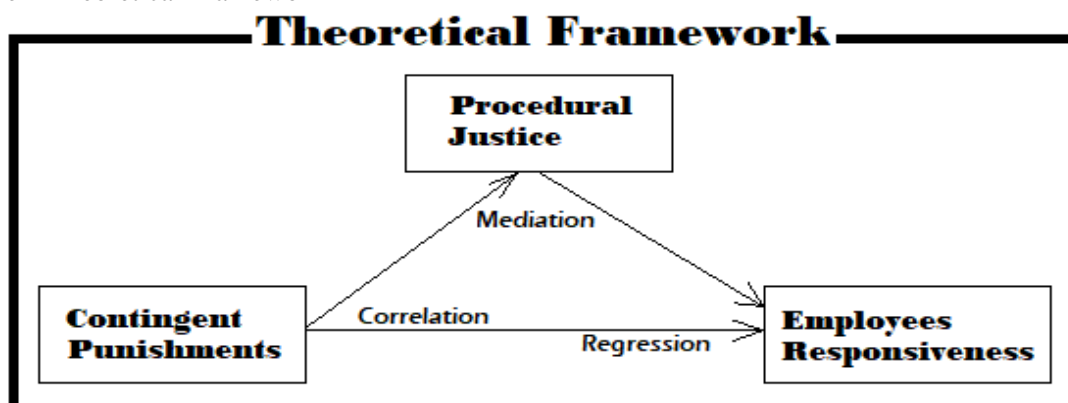 Theoretical Framework
Procedural
Justice
Mediation
Contingent
Punishments
Correlation
Regression
Employees
Responsiveness